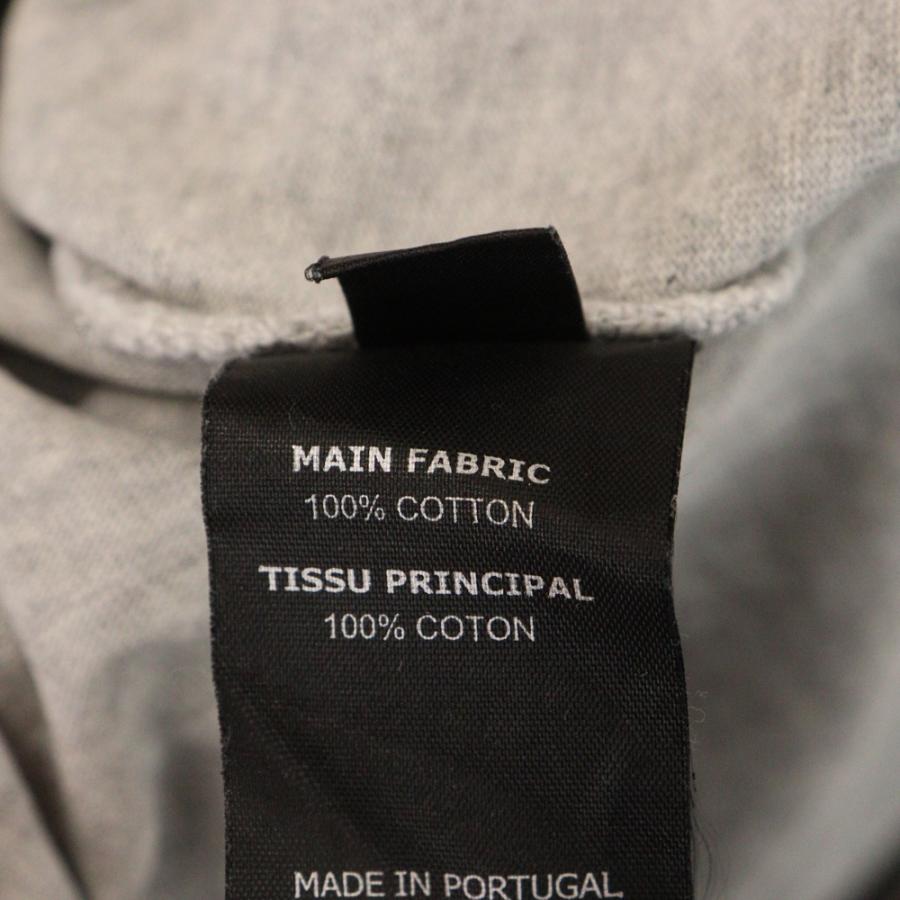 MAIN FABRIC
100% COTTON
TISSU PRINCIPAL
100% COTON
MADE IN PORTUGAL